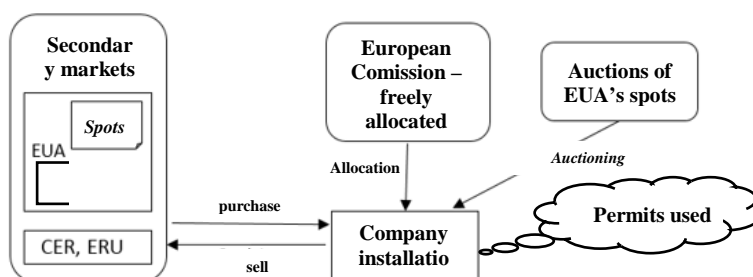 Secondar
y markets
Spots
EUA
CER, ERU
European
Comission –
freely
allocated
Auctions of
EUA's spots
Allocation
Auctioning
purchase
sell
Company
installatio
Permits used